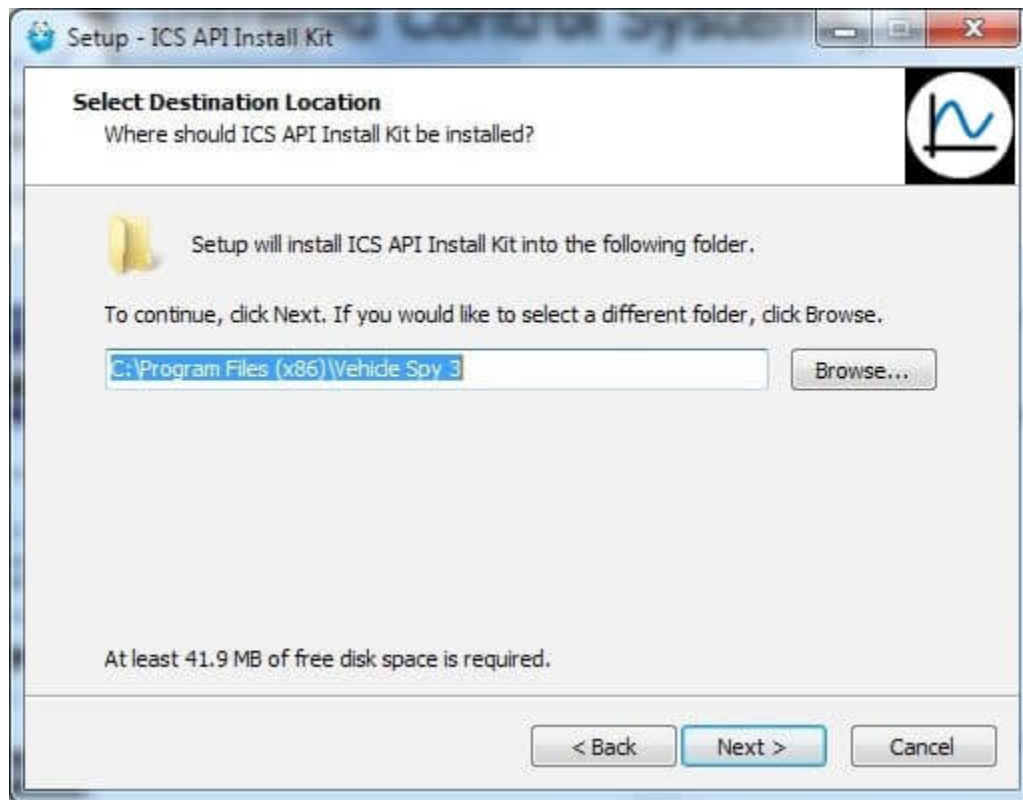 Setup - ICS API Install Kit
Select Destination Location
Where should ICS API Install Kit be installed?
Setup will install ICS API Install Kit into the following folder.
To continue, click Next. If you would like to select a different folder, click Browse.
C:\Program Files (x86)\Vehicle Spy 3
Browse...
At least 41.9 MB of free disk space is required.
< Back
Next >
Cancel